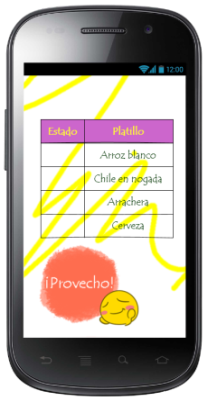 12:00
Estado Platillo
Arroz blanco
Chile en nogada
Arrachera
Cerveza
¡Provecho!